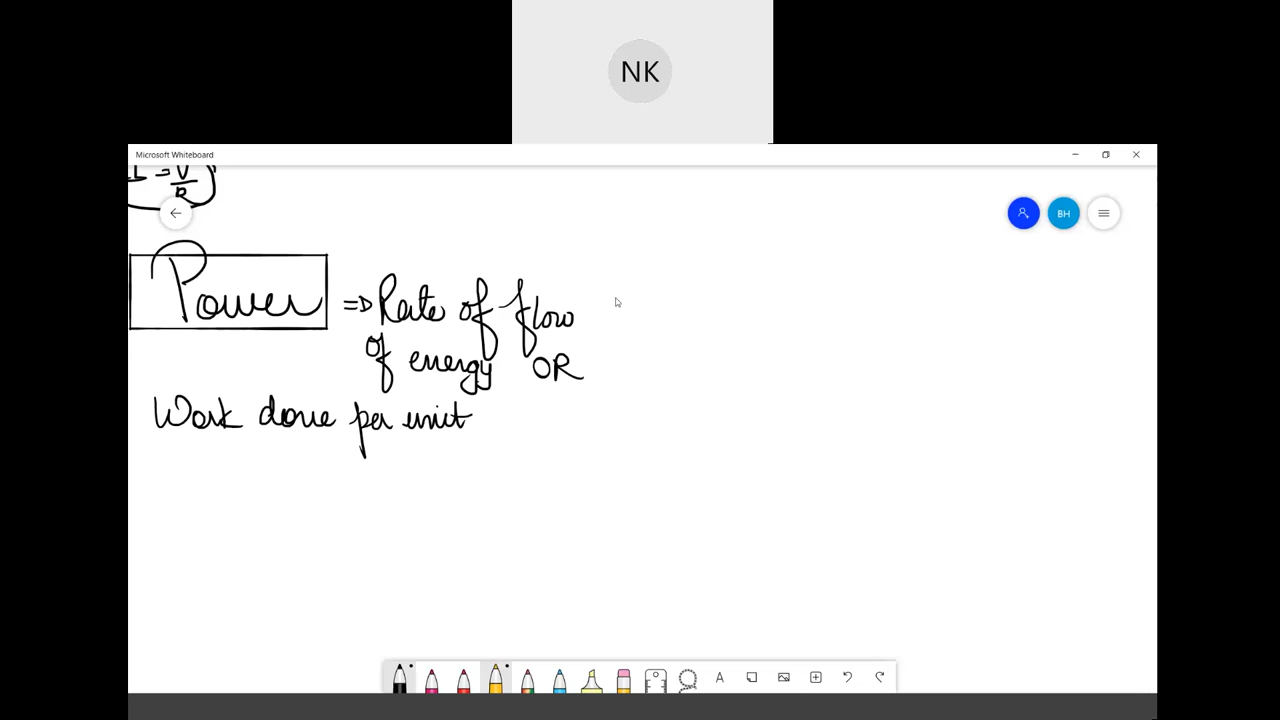 NK
Microsoft Whiteboard
I = V/R
BH
Power ⇒ Rate of flow
of energy OR
Work done per unit
A